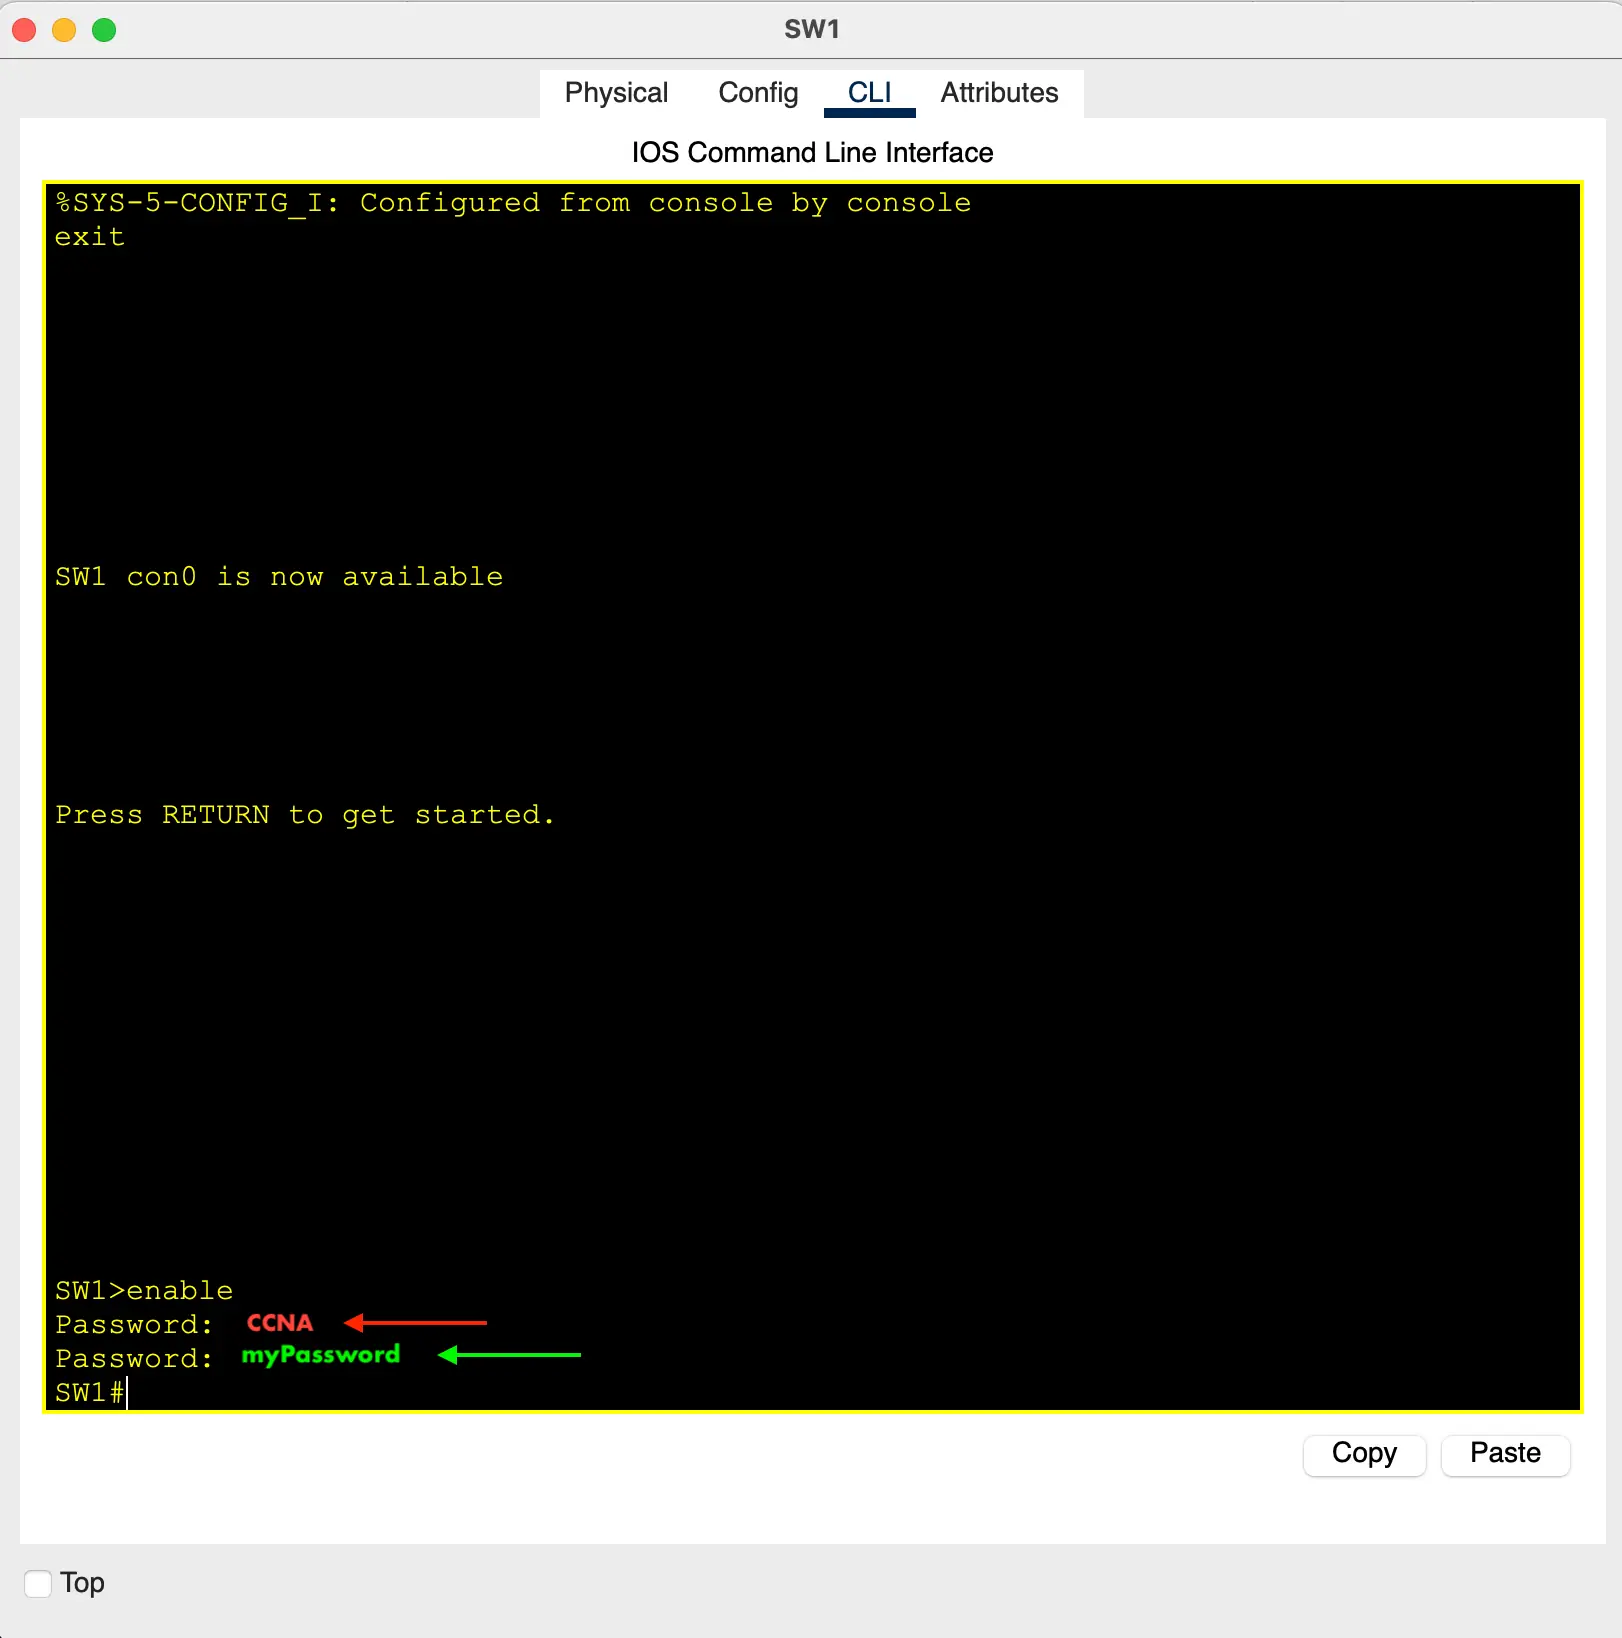 SW1
Physical Config CLI Attributes
IOS Command Line Interface
%SYS-5-CONFIG_I: Configured from console by console
exit
SW1 con0 is now available
Press RETURN to get started.
SW1>enable
Password: CCNA
Password: myPassword
SW1#
Copy Paste
Top